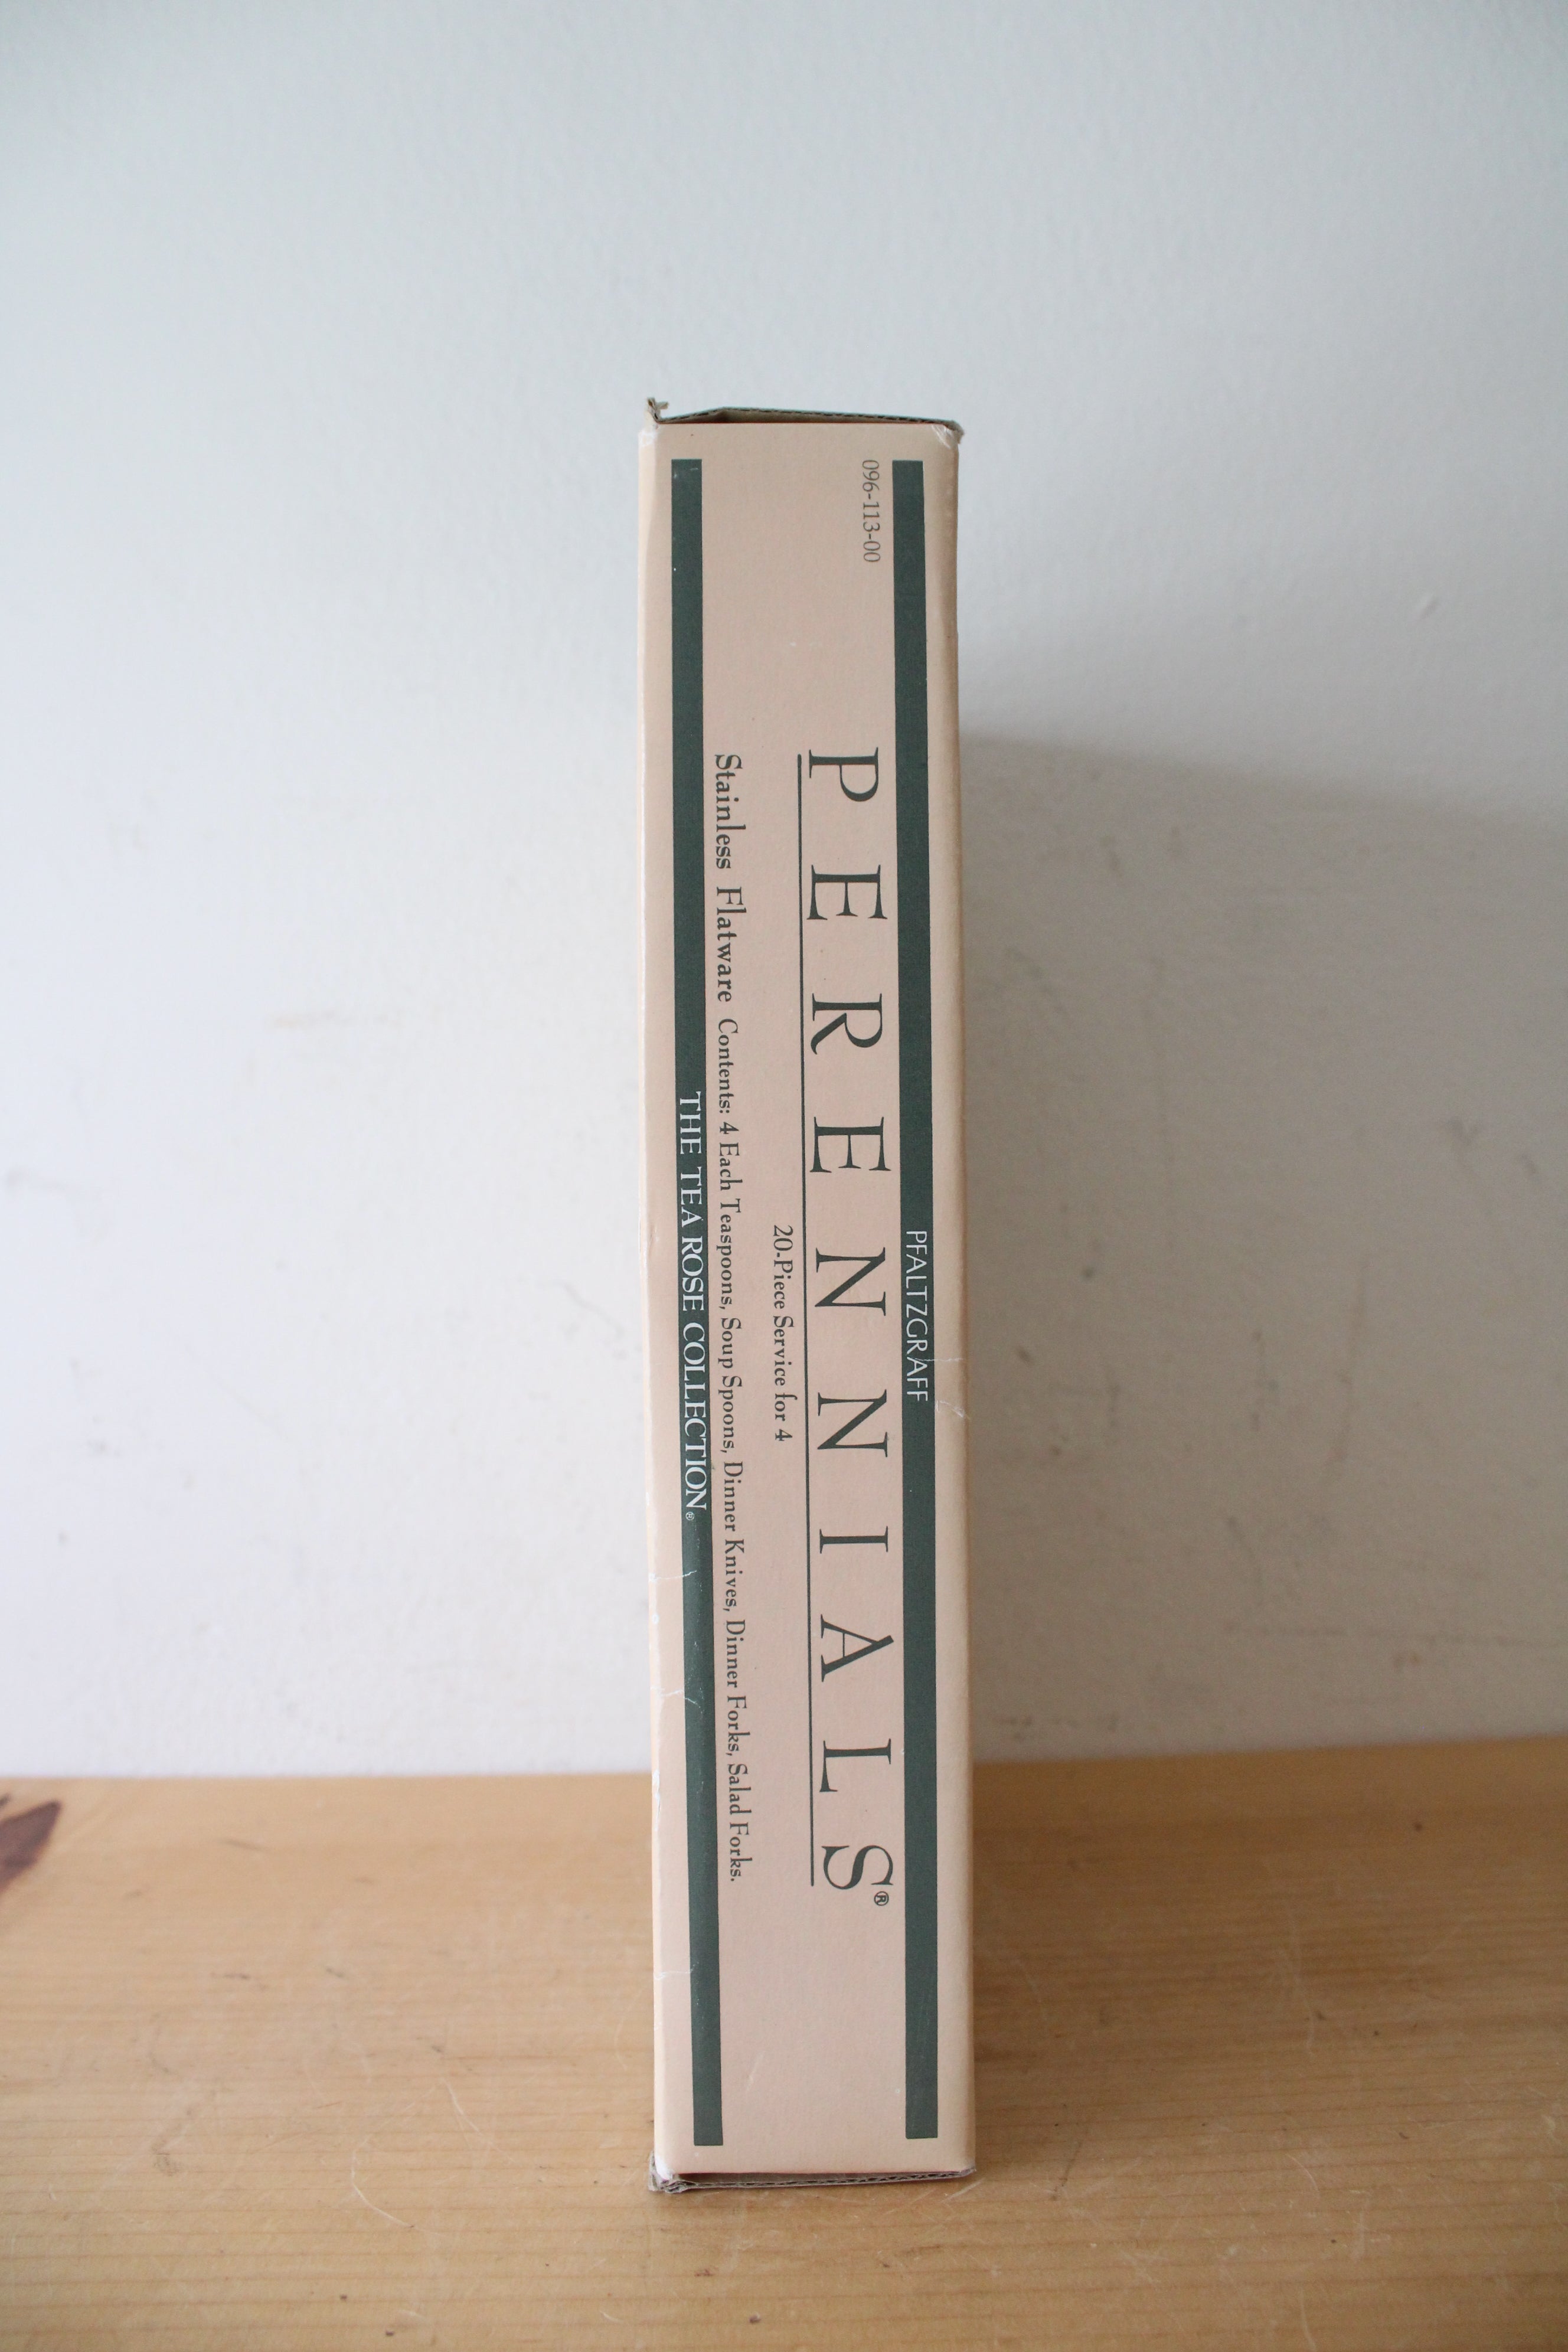 PFALTZGRAFF
096-113-00
PERENNIALS®
20-Piece Service for 4
Stainless Flatware Contents: 4 Each Teaspoons, Soup Spoons, Dinner Knives, Dinner Forks, Salad Forks.
THE TEA ROSE COLLECTION®